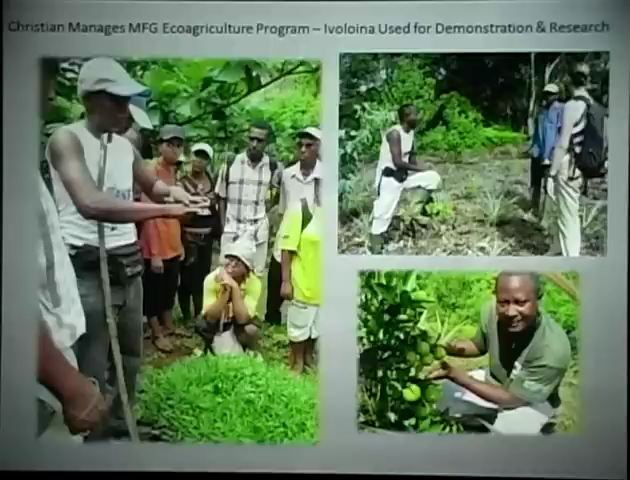 Christian Manages MFG Ecoagriculture Program – Ivoloina Used for Demonstration & Research